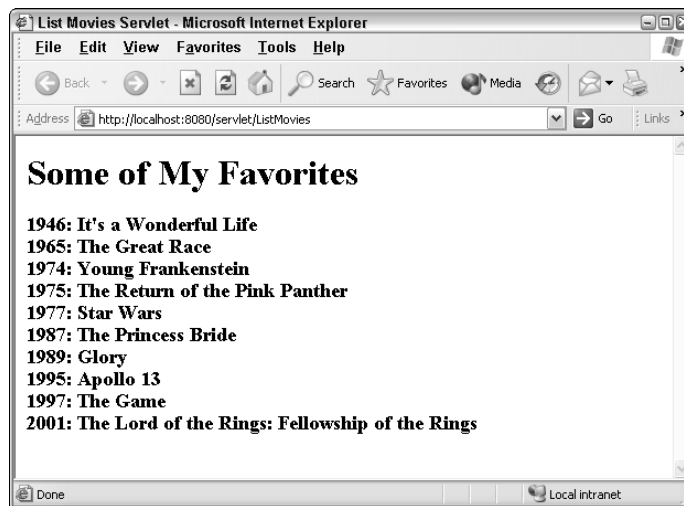 List Movies Servlet - Microsoft Internet Explorer
File Edit View Favorites Tools Help
Back Search Favorites Media
Address http://localhost:8080/servlet/ListMovies Go Links
Some of My Favorites
1946: It's a Wonderful Life
1965: The Great Race
1974: Young Frankenstein
1975: The Return of the Pink Panther
1977: Star Wars
1987: The Princess Bride
1989: Glory
1995: Apollo 13
1997: The Game
2001: The Lord of the Rings: Fellowship of the Rings
Done Local intranet